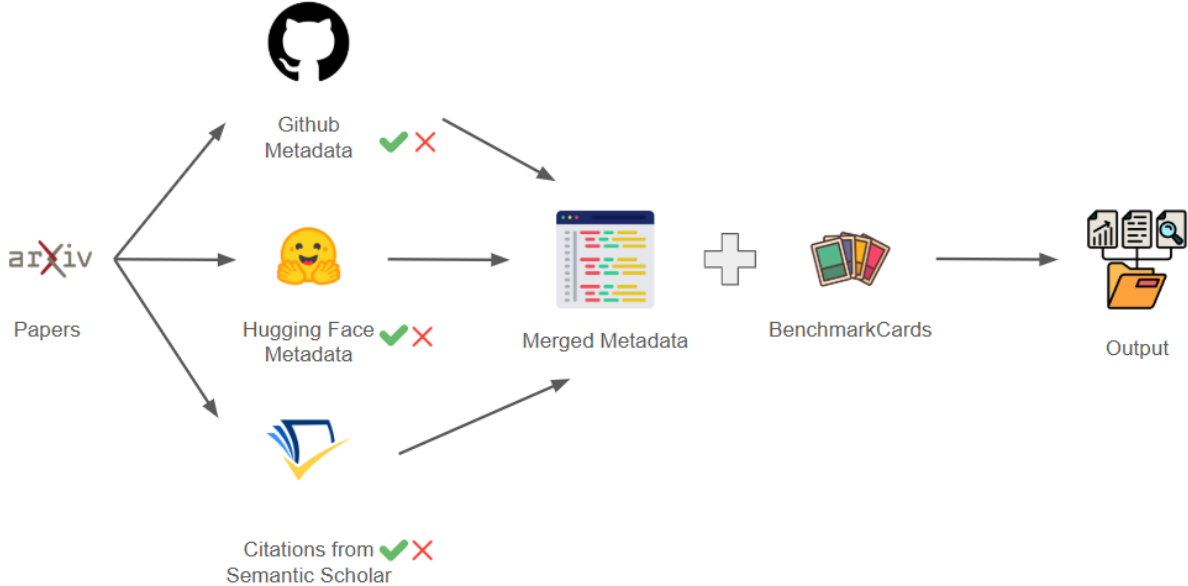 Github
Metadata
arXiv
Papers
Hugging Face
Metadata
Merged Metadata
BenchmarkCards
Output
Citations from
Semantic Scholar